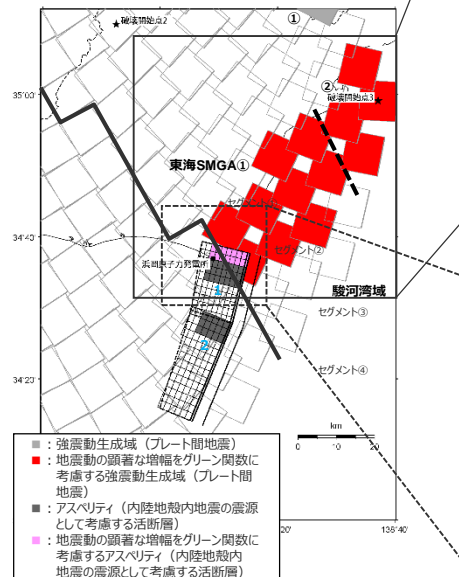 ①
★破壊開始点2
②
破壊開始点3
35°00'
東海SMGA①
セグメント
34°40'
セグメント②
浜岡原子力発電所
1
駿河湾域
セグメント③
2
セグメント④
34°20'
km
0
20
■：強震動生成域（プレート間地震）
■：地震動の顕著な増幅をグリーン関数に
考慮する強震動生成域（プレート間
地震）
■：アスペリティ（内陸地殻内地震の震源
として考慮する活断層）
■：地震動の顕著な増幅をグリーン関数に
考慮するアスペリティ（内陸地殻内
地震の震源として考慮する活断層）
20'
138°40'